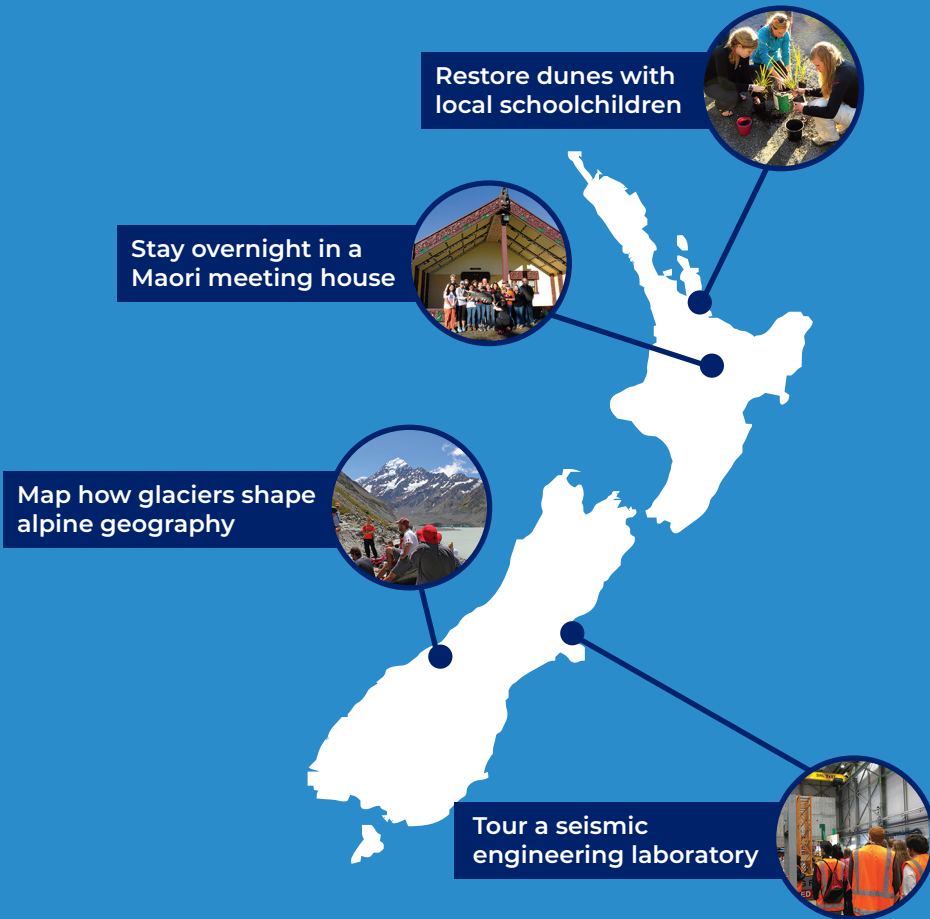 Restore dunes with
local schoolchildren
Stay overnight in a
Maori meeting house
Map how glaciers shape
alpine geography
Tour a seismic
engineering laboratory